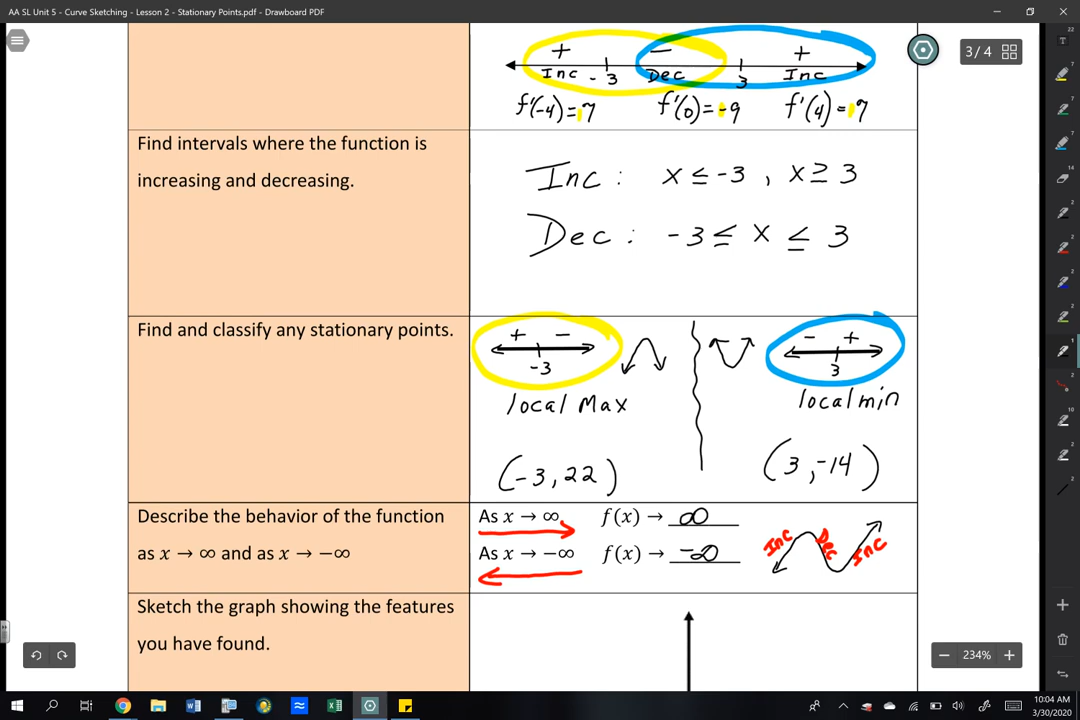 AA SL Unit 5 - Curve Sketching - Lesson 2 - Stationary Points.pdf - Drawboard PDF
3/4
+ − +
Inc -3 Dec 3 Inc
f'(-4)=7 f'(0)=-9 f'(4)=7
Find intervals where the function is
increasing and decreasing.
Inc: x ≤ -3, x ≥ 3
Dec: -3 ≤ x ≤ 3
Find and classify any stationary points.
+ −
-3
local Max
(-3, 22)
− +
3
local min
(3, -14)
Describe the behavior of the function
as x → ∞ and as x → −∞
As x → ∞ f(x) → ∞
As x → −∞ f(x) → -∞
Inc Dec Inc
Sketch the graph showing the features
you have found.
234%
10:04 AM
3/30/2020